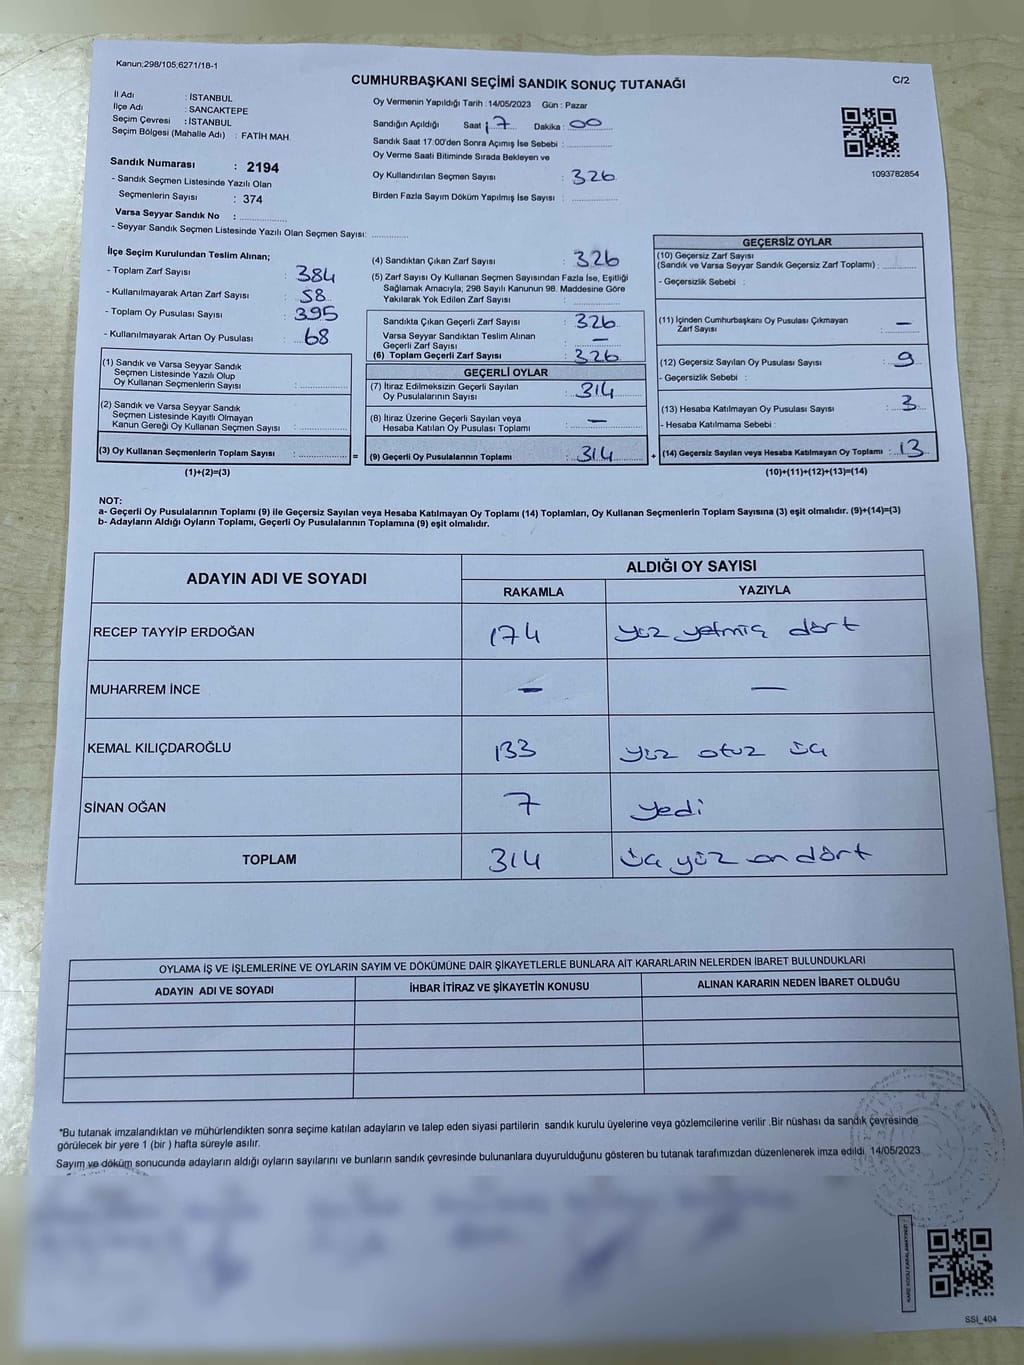 Kanun;298/105,6271/18-1
C/2
CUMHURBAŞKANI SEÇİMİ SANDIK SONUÇ TUTANAĞI
İl Adı : İSTANBUL
İlçe Adı : SANCAKTEPE
Seçim Çevresi : İSTANBUL
Seçim Bölgesi (Mahalle Adı) : FATİH MAH.
Sandık Numarası : 2194
- Sandık Seçmen Listesinde Yazılı Olan
Seçmenlerin Sayısı : 374
Varsa Seyyar Sandık No : ..............
- Seyyar Sandık Seçmen Listesinde Yazılı Olan Seçmen Sayısı: ............
Oy Vermenin Yapıldığı Tarih :14/05/2023 Gün : Pazar
Sandığın Açıldığı Saat 17 Dakika : 00
Sandık Saat 17:00'den Sonra Açımış İse Sebebi : ..............
Oy Verme Saati Bitiminde Sırada Bekleyen ve
Oy Kullandırılan Seçmen Sayısı : 326
Birden Fazla Sayım Döküm Yapılmış İse Sayısı : ..............
1093782854
İlçe Seçim Kurulundan Teslim Alınan;
- Toplam Zarf Sayısı : 384
- Kullanılmayarak Artan Zarf Sayısı : 58
- Toplam Oy Pusulası Sayısı : 395
- Kullanılmayarak Artan Oy Pusulası : 68
(1) Sandık ve Varsa Seyyar Sandık
Seçmen Listesinde Yazılı Olup
Oy Kullanan Seçmenlerin Sayısı : ..............
(2) Sandık ve Varsa Seyyar Sandık
Seçmen Listesinde Kayıtlı Olmayan
Kanun Gereği Oy Kullanan Seçmen Sayısı : ..............
(3) Oy Kullanan Seçmenlerin Toplam Sayısı : ..............
(1)+(2)=(3)
(4) Sandıktan Çıkan Zarf Sayısı : 326
(5) Zarf Sayısı Oy Kullanan Seçmen Sayısından Fazla İse, Eşitliği
Sağlamak Amacıyla; 298 Sayılı Kanunun 98. Maddesine Göre
Yakılarak Yok Edilen Zarf Sayısı : ..............
Sandıkta Çıkan Geçerli Zarf Sayısı : 326
Varsa Seyyar Sandıktan Teslim Alınan
Geçerli Zarf Sayısı : —
(6) Toplam Geçerli Zarf Sayısı : 326
GEÇERLİ OYLAR
(7) İtiraz Edilmeksizin Geçerli Sayılan
Oy Pusulalarının Sayısı : 314
(8) İtiraz Üzerine Geçerli Sayılan veya
Hesaba Katılan Oy Pusulası Toplamı : —
= (9) Geçerli Oy Pusulalarının Toplamı : 314
GEÇERSİZ OYLAR
(10) Geçersiz Zarf Sayısı
(Sandık ve Varsa Seyyar Sandık Geçersiz Zarf Toplamı) : ..............
- Geçersizlik Sebebi :
(11) İçinden Cumhurbaşkanı Oy Pusulası Çıkmayan
Zarf Sayısı : —
(12) Geçersiz Sayılan Oy Pusulası Sayısı : 9
- Geçersizlik Sebebi :
(13) Hesaba Katılmayan Oy Pusulası Sayısı : 3
- Hesaba Katılmama Sebebi :
+ (14) Geçersiz Sayılan veya Hesaba Katılmayan Oy Toplamı : 13
(10)+(11)+(12)+(13)=(14)
NOT:
a- Geçerli Oy Pusulalarının Toplamı (9) ile Geçersiz Sayılan veya Hesaba Katılmayan Oy Toplamı (14) Toplamları, Oy Kullanan Seçmenlerin Toplam Sayısına (3) eşit olmalıdır. (9)+(14)=(3)
b- Adayların Aldığı Oyların Toplamı, Geçerli Oy Pusulalarının Toplamına (9) eşit olmalıdır.
ADAYIN ADI VE SOYADI ALDIĞI OY SAYISI
RAKAMLA YAZIYLA
RECEP TAYYİP ERDOĞAN 174 yüz yetmiş dört
MUHARREM İNCE — —
KEMAL KILIÇDAROĞLU 133 yüz otuz üç
SİNAN OĞAN 7 yedi
TOPLAM 314 üç yüz on dört
OYLAMA İŞ VE İŞLEMLERİNE VE OYLARIN SAYIM VE DÖKÜMÜNE DAİR ŞİKAYETLERLE BUNLARA AİT KARARLARIN NELERDEN İBARET BULUNDUKLARI
ADAYIN ADI VE SOYADI İHBAR İTİRAZ VE ŞİKAYETİN KONUSU ALINAN KARARIN NEDEN İBARET OLDUĞU
*Bu tutanak imzalandıktan ve mühürlendikten sonra seçime katılan adayların ve talep eden siyasi partilerin sandık kurulu üyelerine veya gözlemcilerine verilir .Bir nüshası da sandık çevresinde
görülecek bir yere 1 (bir ) hafta süreyle asılır.
Sayım ve döküm sonucunda adayların aldığı oyların sayılarını ve bunların sandık çevresinde bulunanlara duyurulduğunu gösteren bu tutanak tarafımızdan düzenlenerek imza edildi. 14/05/2023
KARE KODU KARALAMAYINIZ!
SSI_404